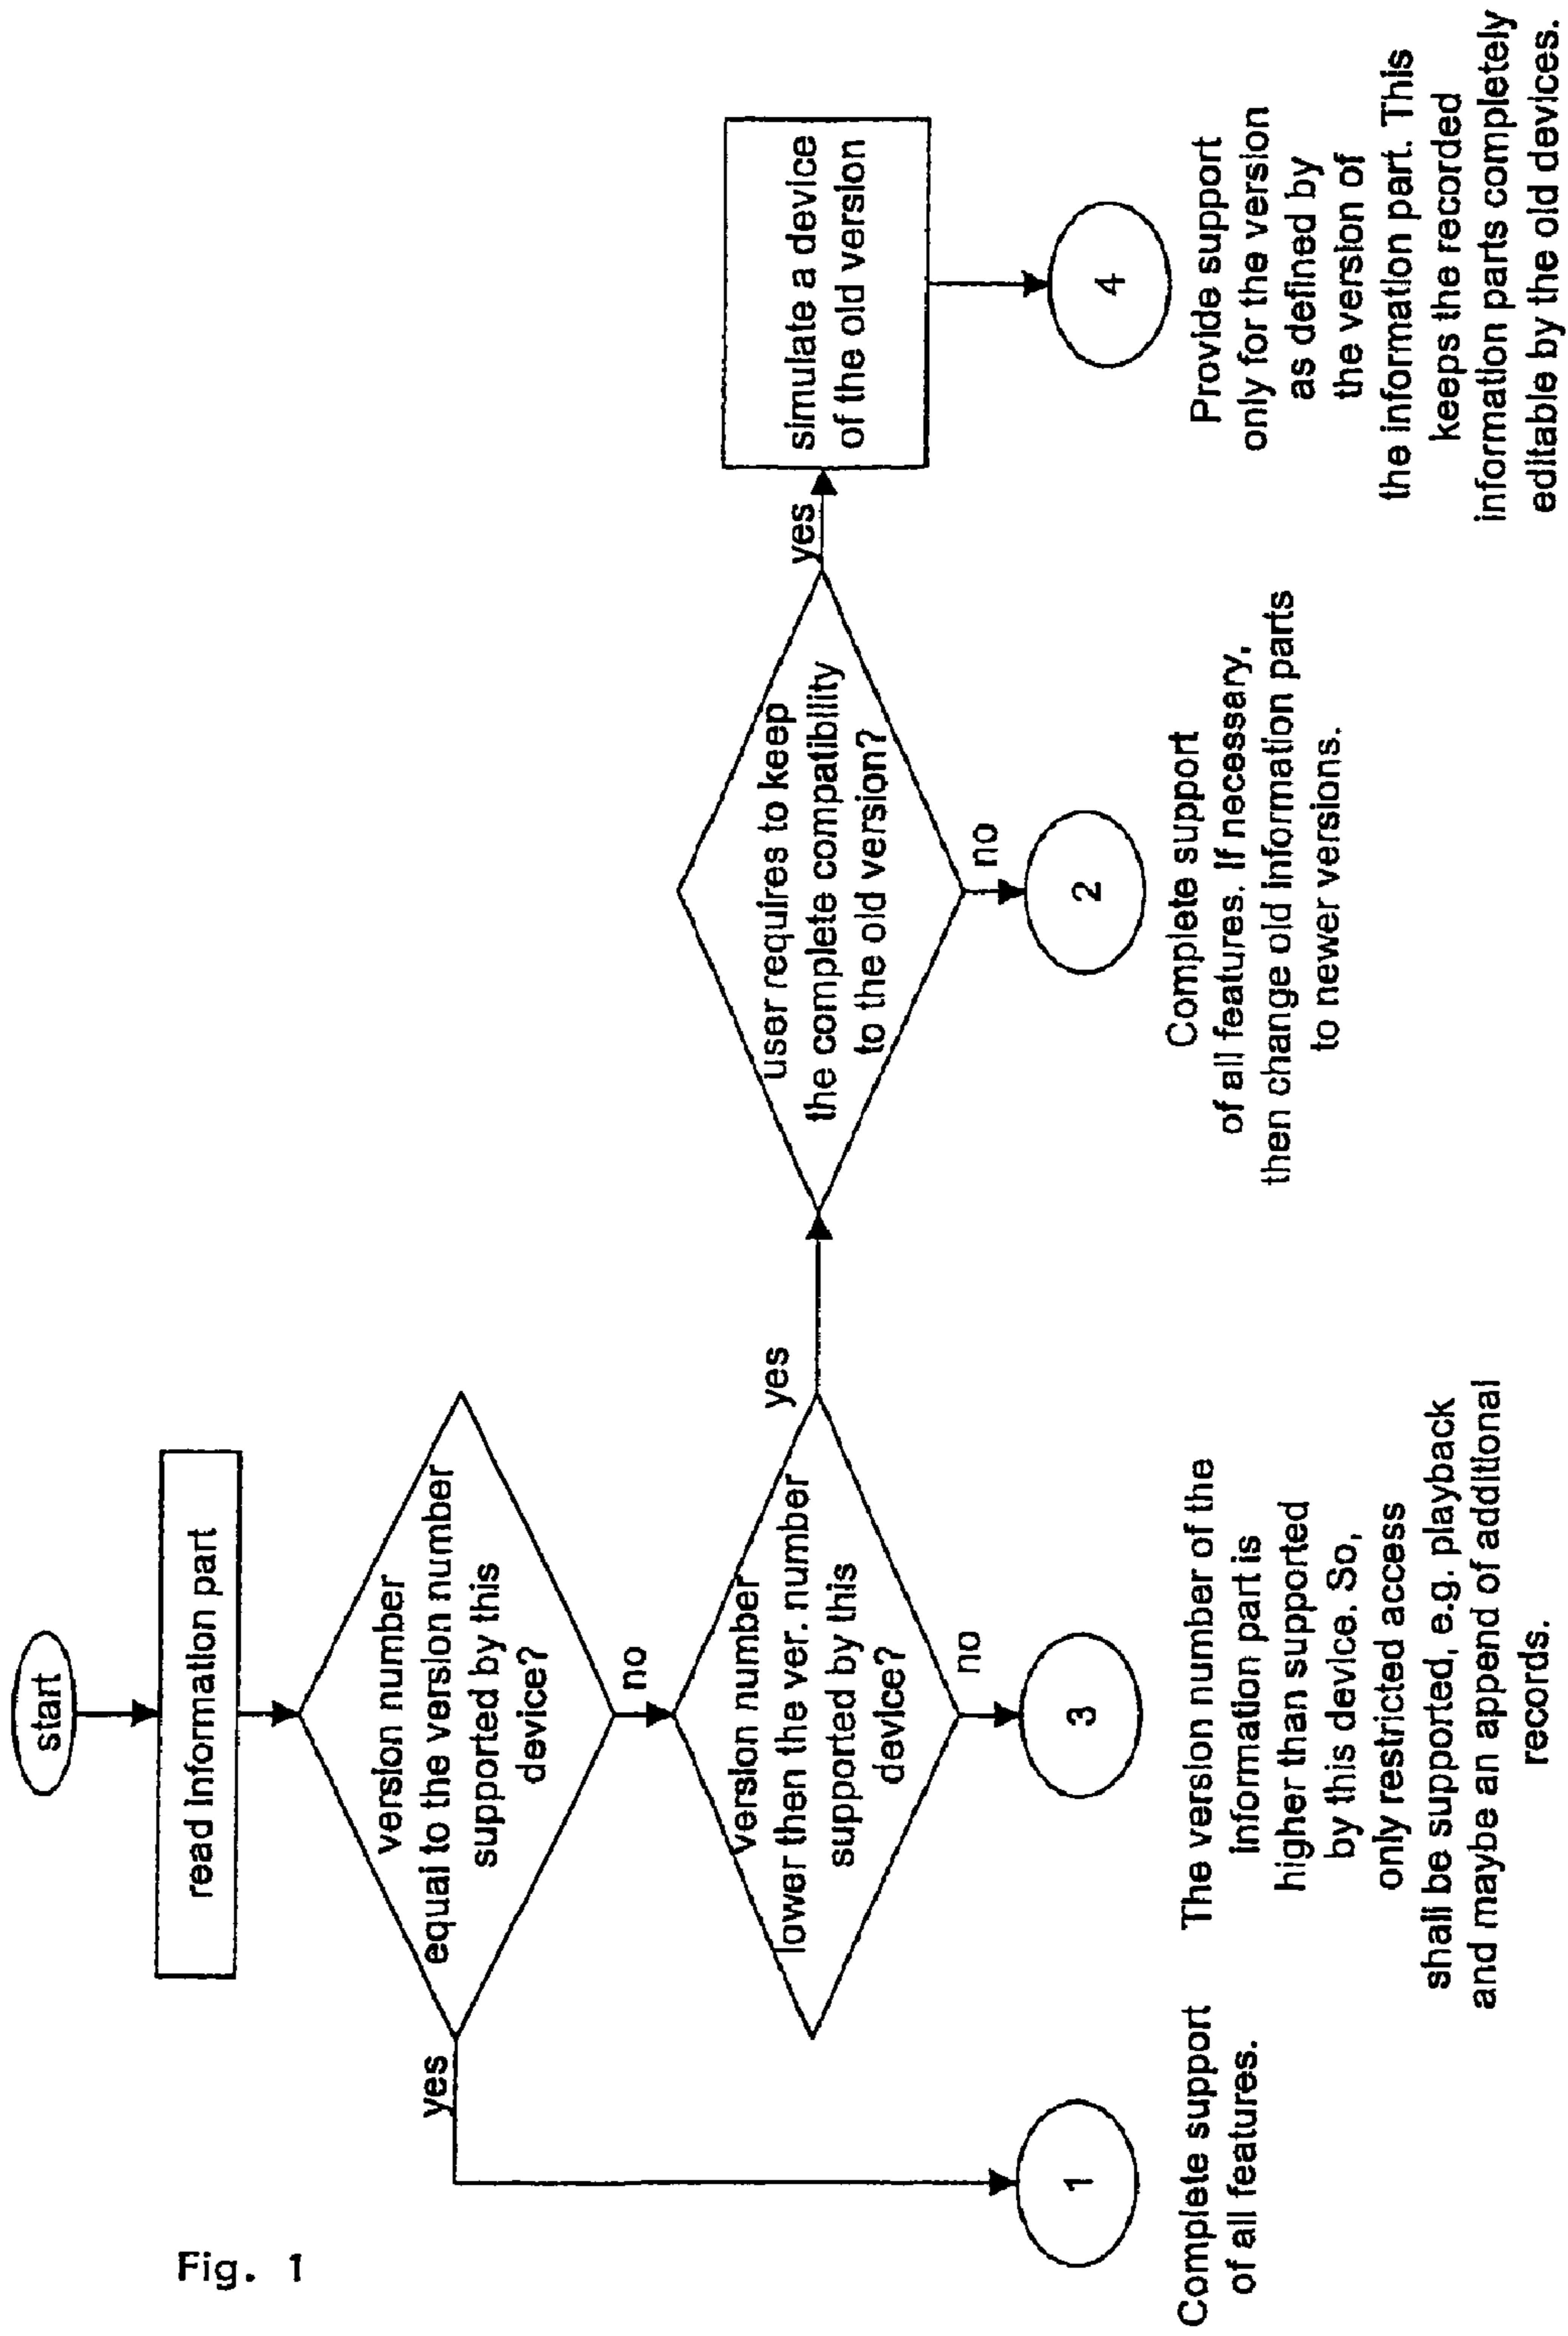 start
read information part
version number
equal to the version number
supported by this
device?
yes
no
version number
lower then the ver. number
supported by this
device?
yes
no
user requires to keep
the complete compatibility
to the old version?
yes
no
simulate a device
of the old version
1
Complete support
of all features.
3
The version number of the
information part is
higher than supported
by this device. So,
only restricted access
shall be supported, e.g. playback
and maybe an append of additional
records.
2
Complete support
of all features. If necessary,
then change old information parts
to newer versions.
4
Provide support
only for the version
as defined by
the version of
the information part. This
keeps the recorded
information parts completely
editable by the old devices.
Fig. 1